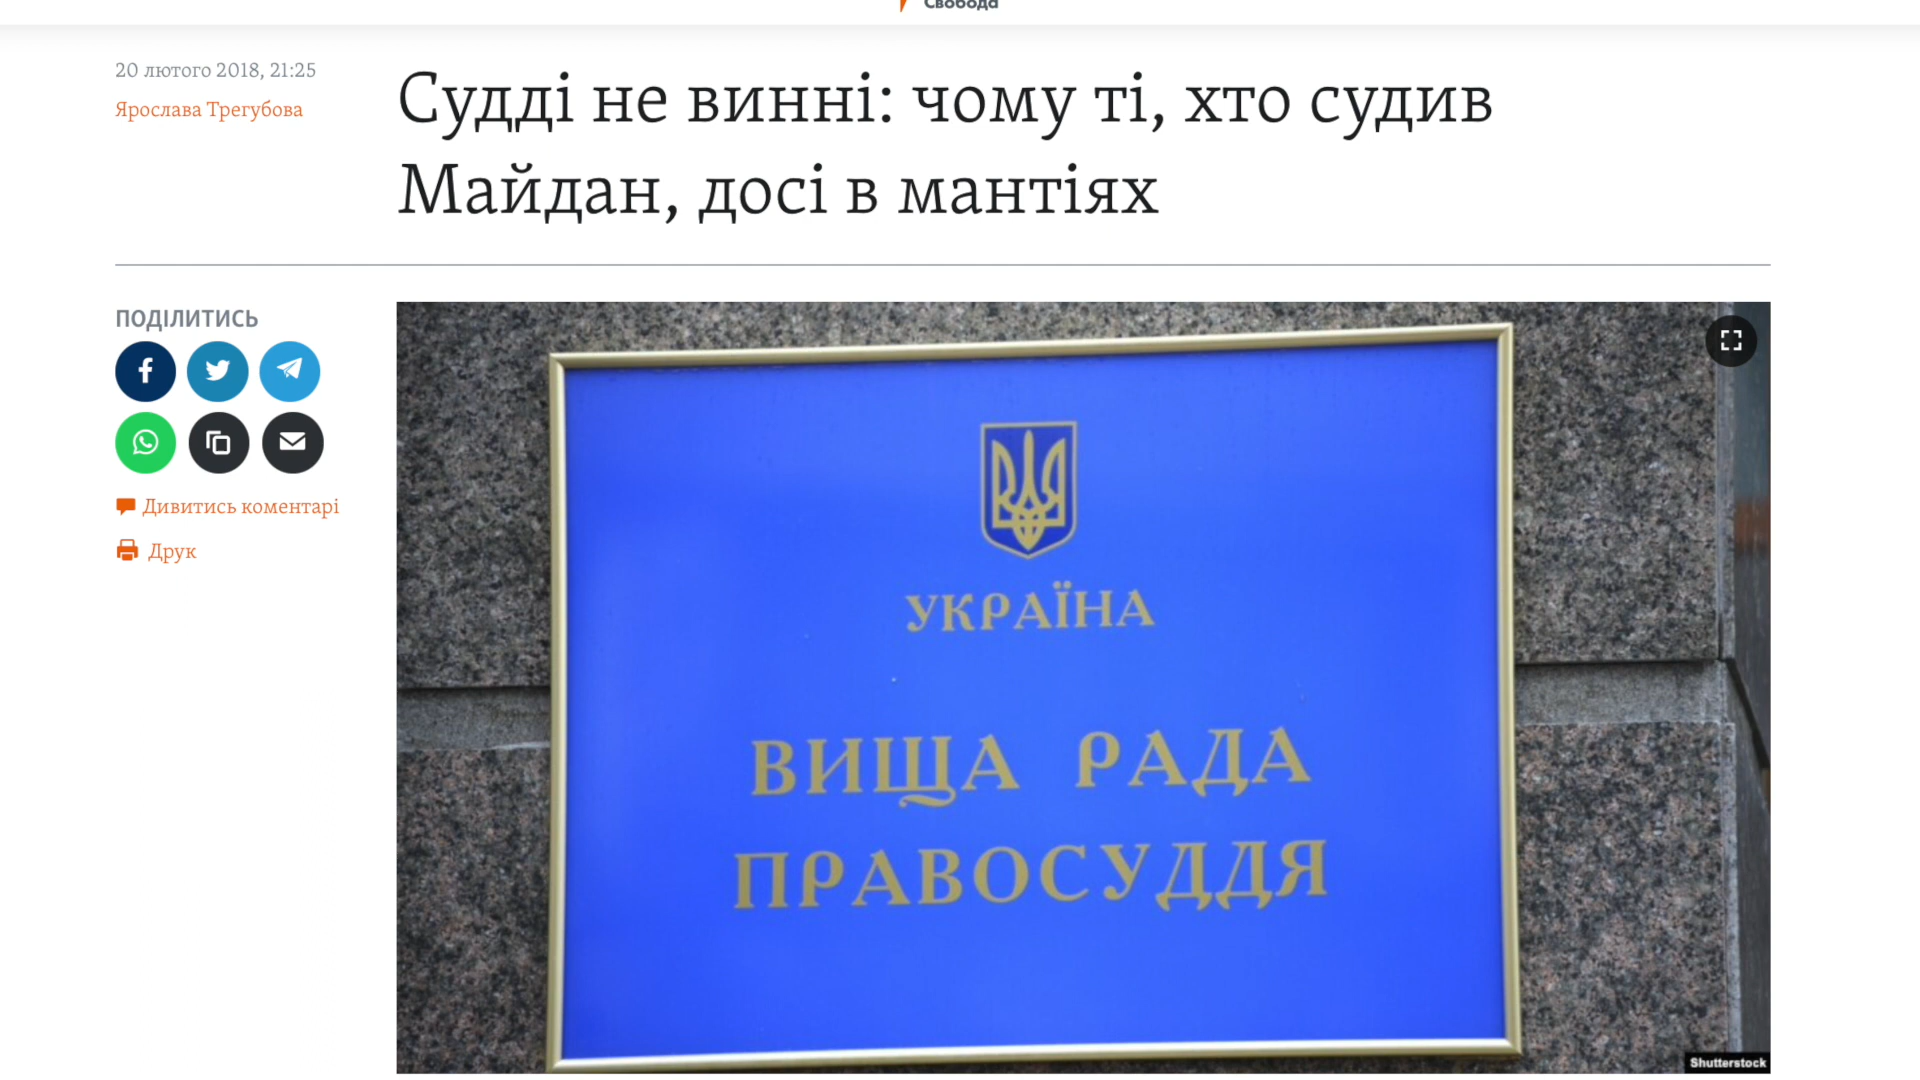 Свобода
20 лютого 2018, 21:25
Ярослава Трегубова
Судді не винні: чому ті, хто судив
Майдан, досі в мантіях
ПОДІЛИТИСЬ
Дивитись коментарі
Друк
УКРАЇНА
ВИЩА РАДА
ПРАВОСУДДЯ
Shutterstock